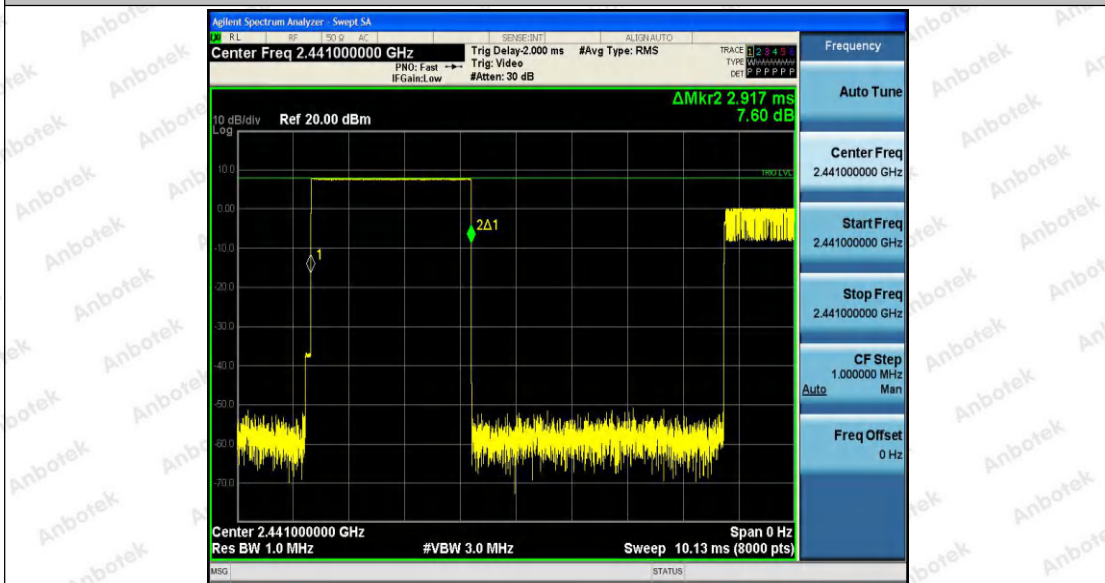 Agilent Spectrum Analyzer - Swept SA
RL RF 50 Ω AC SENSE:INT ALIGN AUTO
Center Freq 2.441000000 GHz
PNO: Fast
IFGain:Low
Trig Delay-2.000 ms
Trig: Video
#Atten: 30 dB
#Avg Type: RMS
TRACE 1 2 3 4 5 6
TYPE
DET P P P P P P
ΔMkr2 2.917 ms
7.60 dB
10 dB/div Ref 20.00 dBm
Log
10.0
0.00
-10.0
-20.0
-30.0
-40.0
-50.0
-60.0
-70.0
TRIG LVL
1
2Δ1
Center 2.441000000 GHz Span 0 Hz
Res BW 1.0 MHz #VBW 3.0 MHz Sweep 10.13 ms (8000 pts)
MSG STATUS
Frequency
Auto Tune
Center Freq
2.441000000 GHz
Start Freq
2.441000000 GHz
Stop Freq
2.441000000 GHz
CF Step
1.000000 MHz
Auto Man
Freq Offset
0 Hz
Anbotek